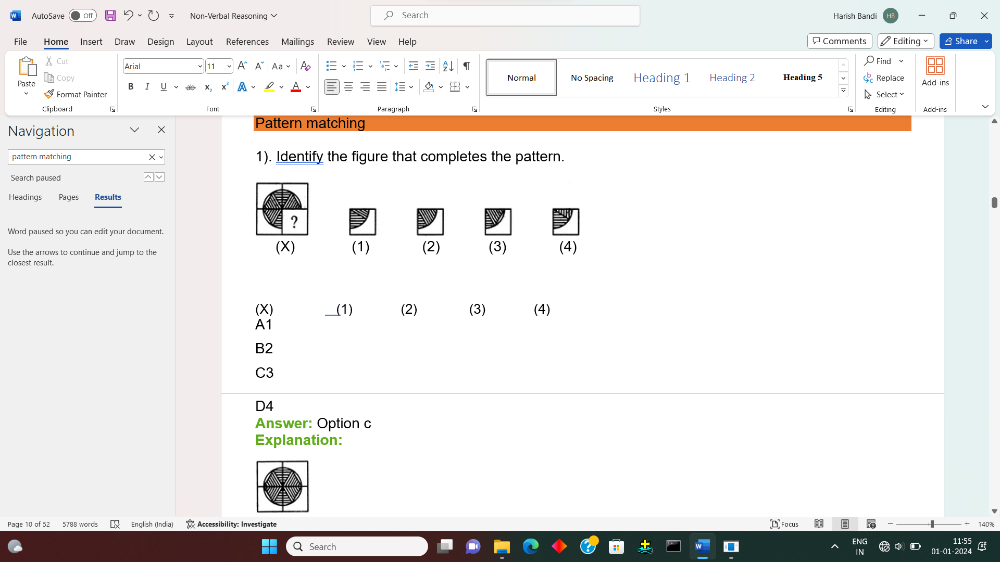 AutoSave Off Non-Verbal Reasoning Search Harish Bandi HB
File Home Insert Draw Design Layout References Mailings Review View Help Comments Editing Share
Paste Cut Copy Format Painter
Clipboard
Arial 11 Aa
B I U ab x₂ x² A A
Font
Paragraph
Normal No Spacing Heading 1 Heading 2 Heading 5
Styles
Find
Replace
Select
Editing
Add-ins
Add-ins
Navigation
pattern matching
Search paused
Headings Pages Results
Word paused so you can edit your document.
Use the arrows to continue and jump to the
closest result.
Pattern matching
1). Identify the figure that completes the pattern.
?
(X) (1) (2) (3) (4)
(X) (1) (2) (3) (4)
A1
B2
C3
D4
Answer: Option c
Explanation:
Page 10 of 52 5788 words English (India) Accessibility: Investigate Focus 140%
Search ENG
IN
11:55
01-01-2024